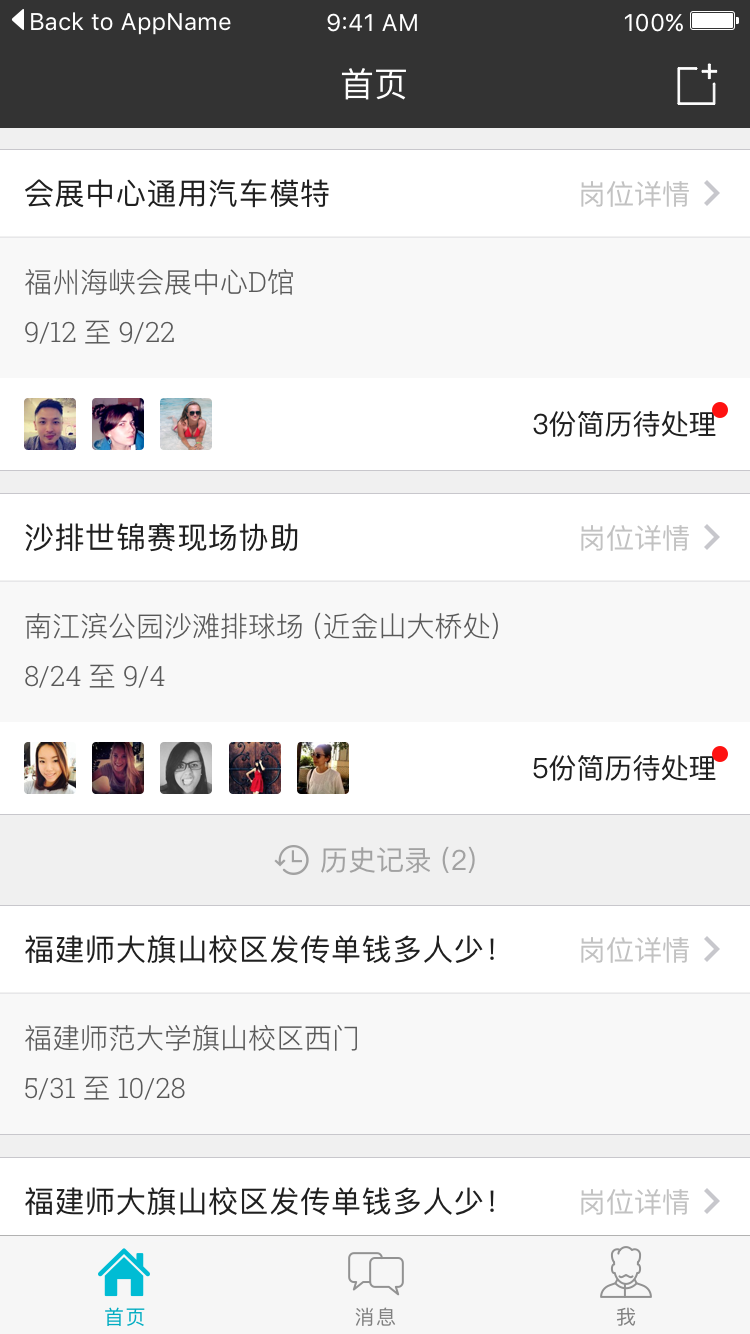 Back to AppName 9:41 AM 100%
首页
会展中心通用汽车模特 岗位详情
福州海峡会展中心D馆
9/12 至 9/22
3份简历待处理
沙排世锦赛现场协助 岗位详情
南江滨公园沙滩排球场 (近金山大桥处)
8/24 至 9/4
5份简历待处理
历史记录 (2)
福建师大旗山校区发传单钱多人少! 岗位详情
福建师范大学旗山校区西门
5/31 至 10/28
福建师大旗山校区发传单钱多人少! 岗位详情
首页 消息 我